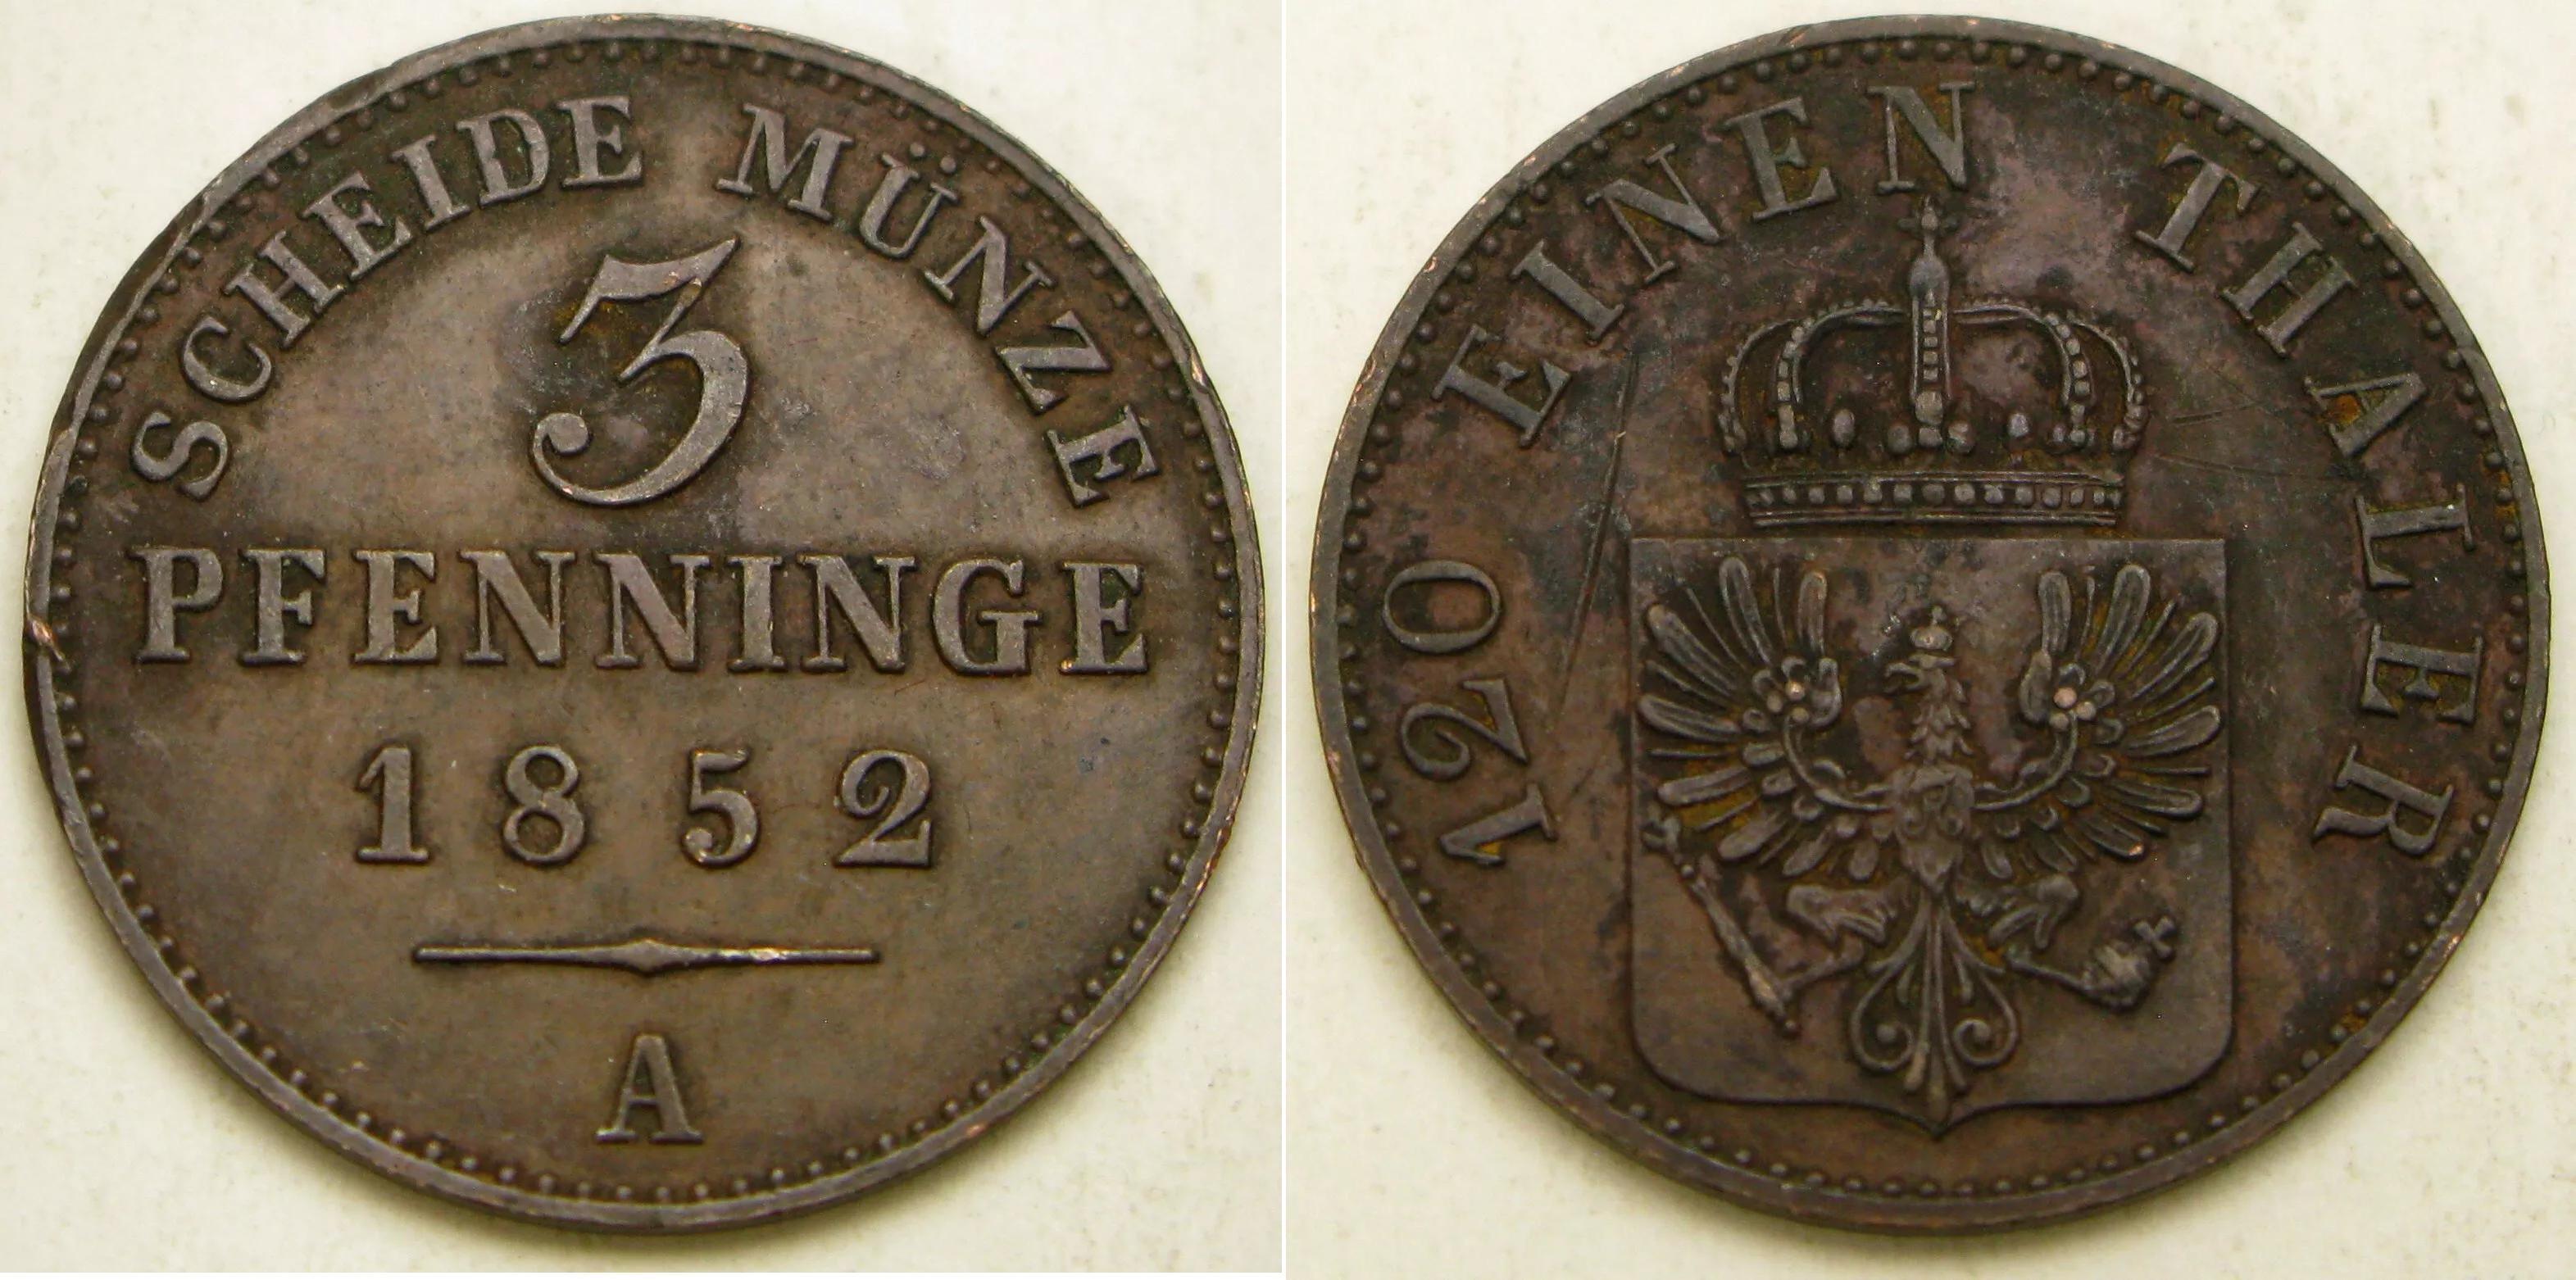 SCHEIDE MÜNZE
3
PFENNINGE
1852
A
120 EINEN THALER